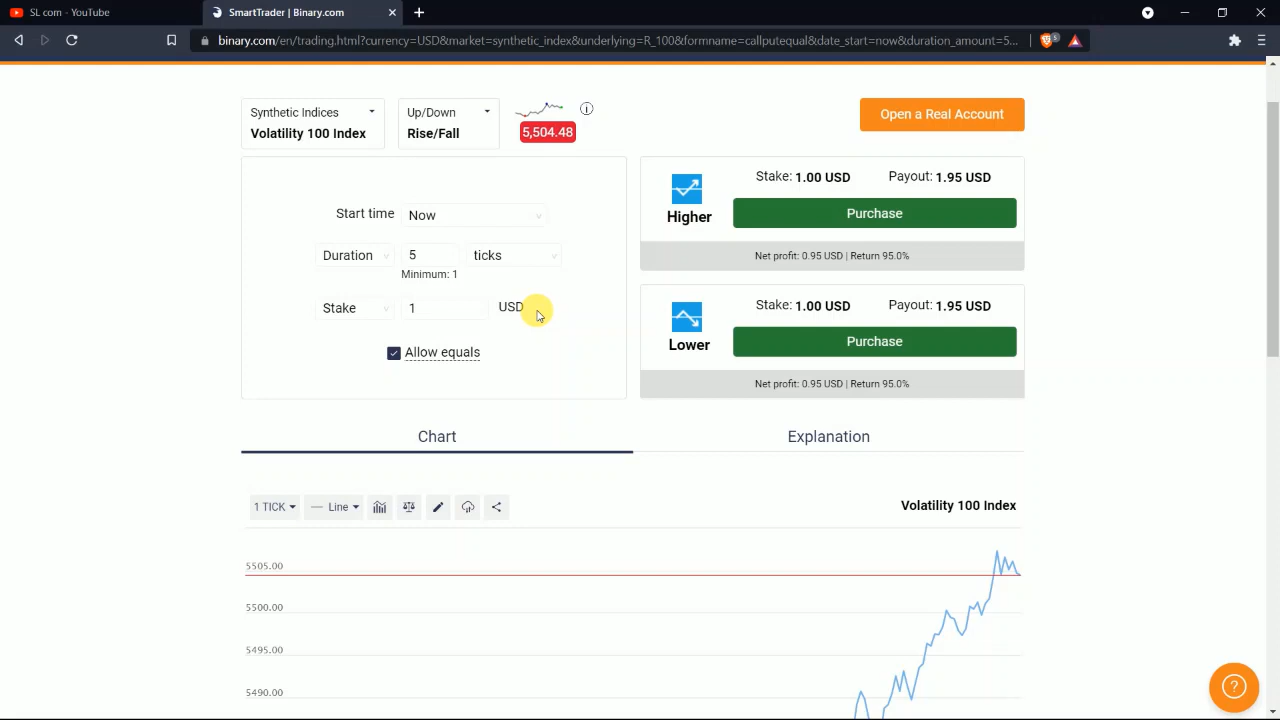 SL com - YouTube
SmartTrader | Binary.com
binary.com/en/trading.html?currency=USD&market=synthetic_index&underlying=R_100&formname=callputequal&date_start=now&duration_amount=5...
5
Synthetic Indices
Volatility 100 Index
Up/Down
Rise/Fall
5,504.48
Open a Real Account
Start time Now
Duration 5 ticks
Minimum: 1
Stake 1 USD
Allow equals
Higher
Stake: 1.00 USD Payout: 1.95 USD
Purchase
Net profit: 0.95 USD | Return 95.0%
Lower
Stake: 1.00 USD Payout: 1.95 USD
Purchase
Net profit: 0.95 USD | Return 95.0%
Chart
Explanation
1 TICK
Line
Volatility 100 Index
5505.00
5500.00
5495.00
5490.00
?